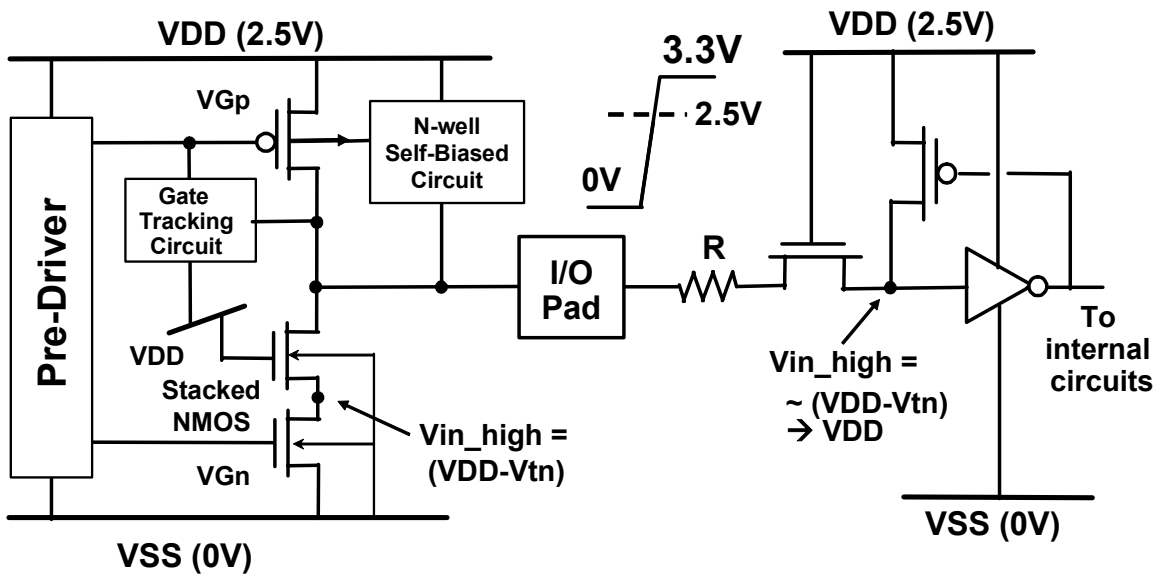 VDD (2.5V)
VGp
N-well
Self-Biased
Circuit
Gate
Tracking
Circuit
Pre-Driver
VDD
Stacked
NMOS
VGn
Vin_high =
(VDD-Vtn)
VSS (0V)
I/O
Pad
3.3V
2.5V
0V
R
VDD (2.5V)
Vin_high =
~ (VDD-Vtn)
→ VDD
To
internal
circuits
VSS (0V)